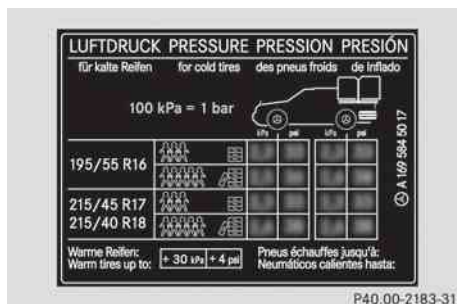 LUFTDRUCK PRESSURE PRESSION PRESIÓN
für kalte Reifen for cold tires des pneus froids de inflado
100 kPa = 1 bar
kPa psi kPa psi
195/55 R16
215/45 R17
215/40 R18
A 169 584 50 17
Warme Reifen: Pneus échauffes jusqu'à:
Warm tires up to: + 30 kPa + 4 psi Neumáticos calientes hasta:
P40.00-2183-31